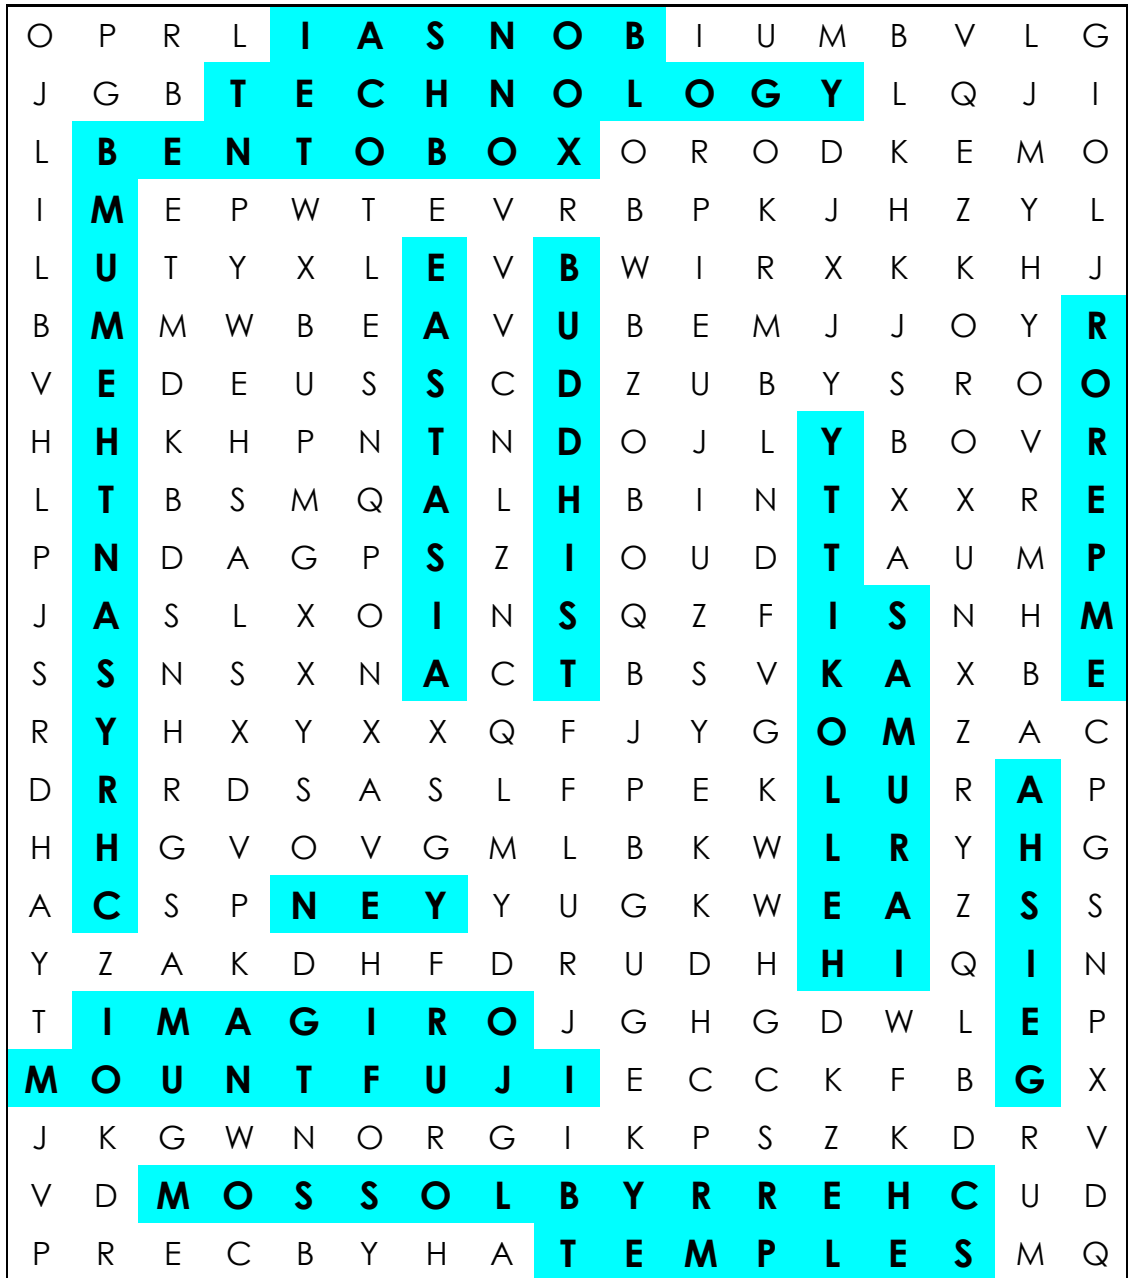 O P R L I A S N O B I U M B V L G
J G B T E C H N O L O G Y L Q J I
L B E N T O B O X O R O D K E M O
I M E P W T E V R B P K J H Z Y L
L U T Y X L E V B W I R X K K H J
B M M W B E A V U B E M J J O Y R
V E D E U S S C D Z U B Y S R O O
H H K H P N T N D O J L Y B O V R
L T B S M Q A L H B I N T X X R E
P N D A G P S Z I O U D T A U M P
J A S L X O I N S Q Z F I S N H M
S S N S X N A C T B S V K A X B E
R Y H X Y X X Q F J Y G O M Z A C
D R R D S A S L F P E K L U R A P
H H G V O V G M L B K W L R Y H G
A C S P N E Y Y U G K W E A Z S S
Y Z A K D H F D R U D H H I Q I N
T I M A G I R O J G H G D W L E P
M O U N T F U J I E C C K F B G X
J K G W N O R G I K P S Z K D R V
V D M O S S O L B Y R R E H C U D
P R E C B Y H A T E M P L E S M Q